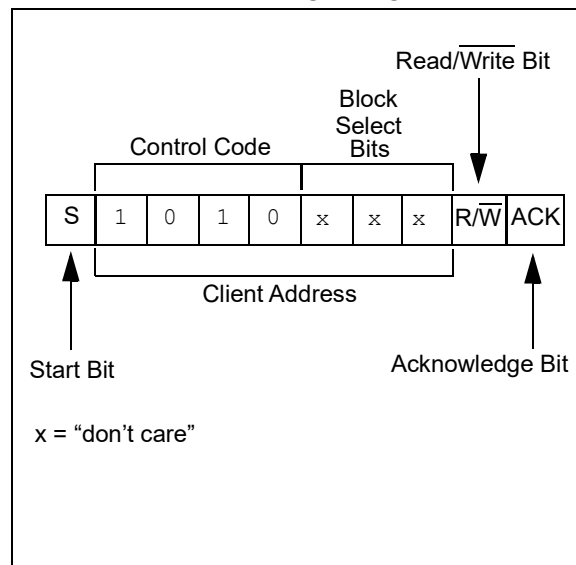 Read/Write Bit
Block
Select
Bits
Control Code
S 1 0 1 0 x x x R/W ACK
Client Address
Start Bit
Acknowledge Bit
x = “don’t care”